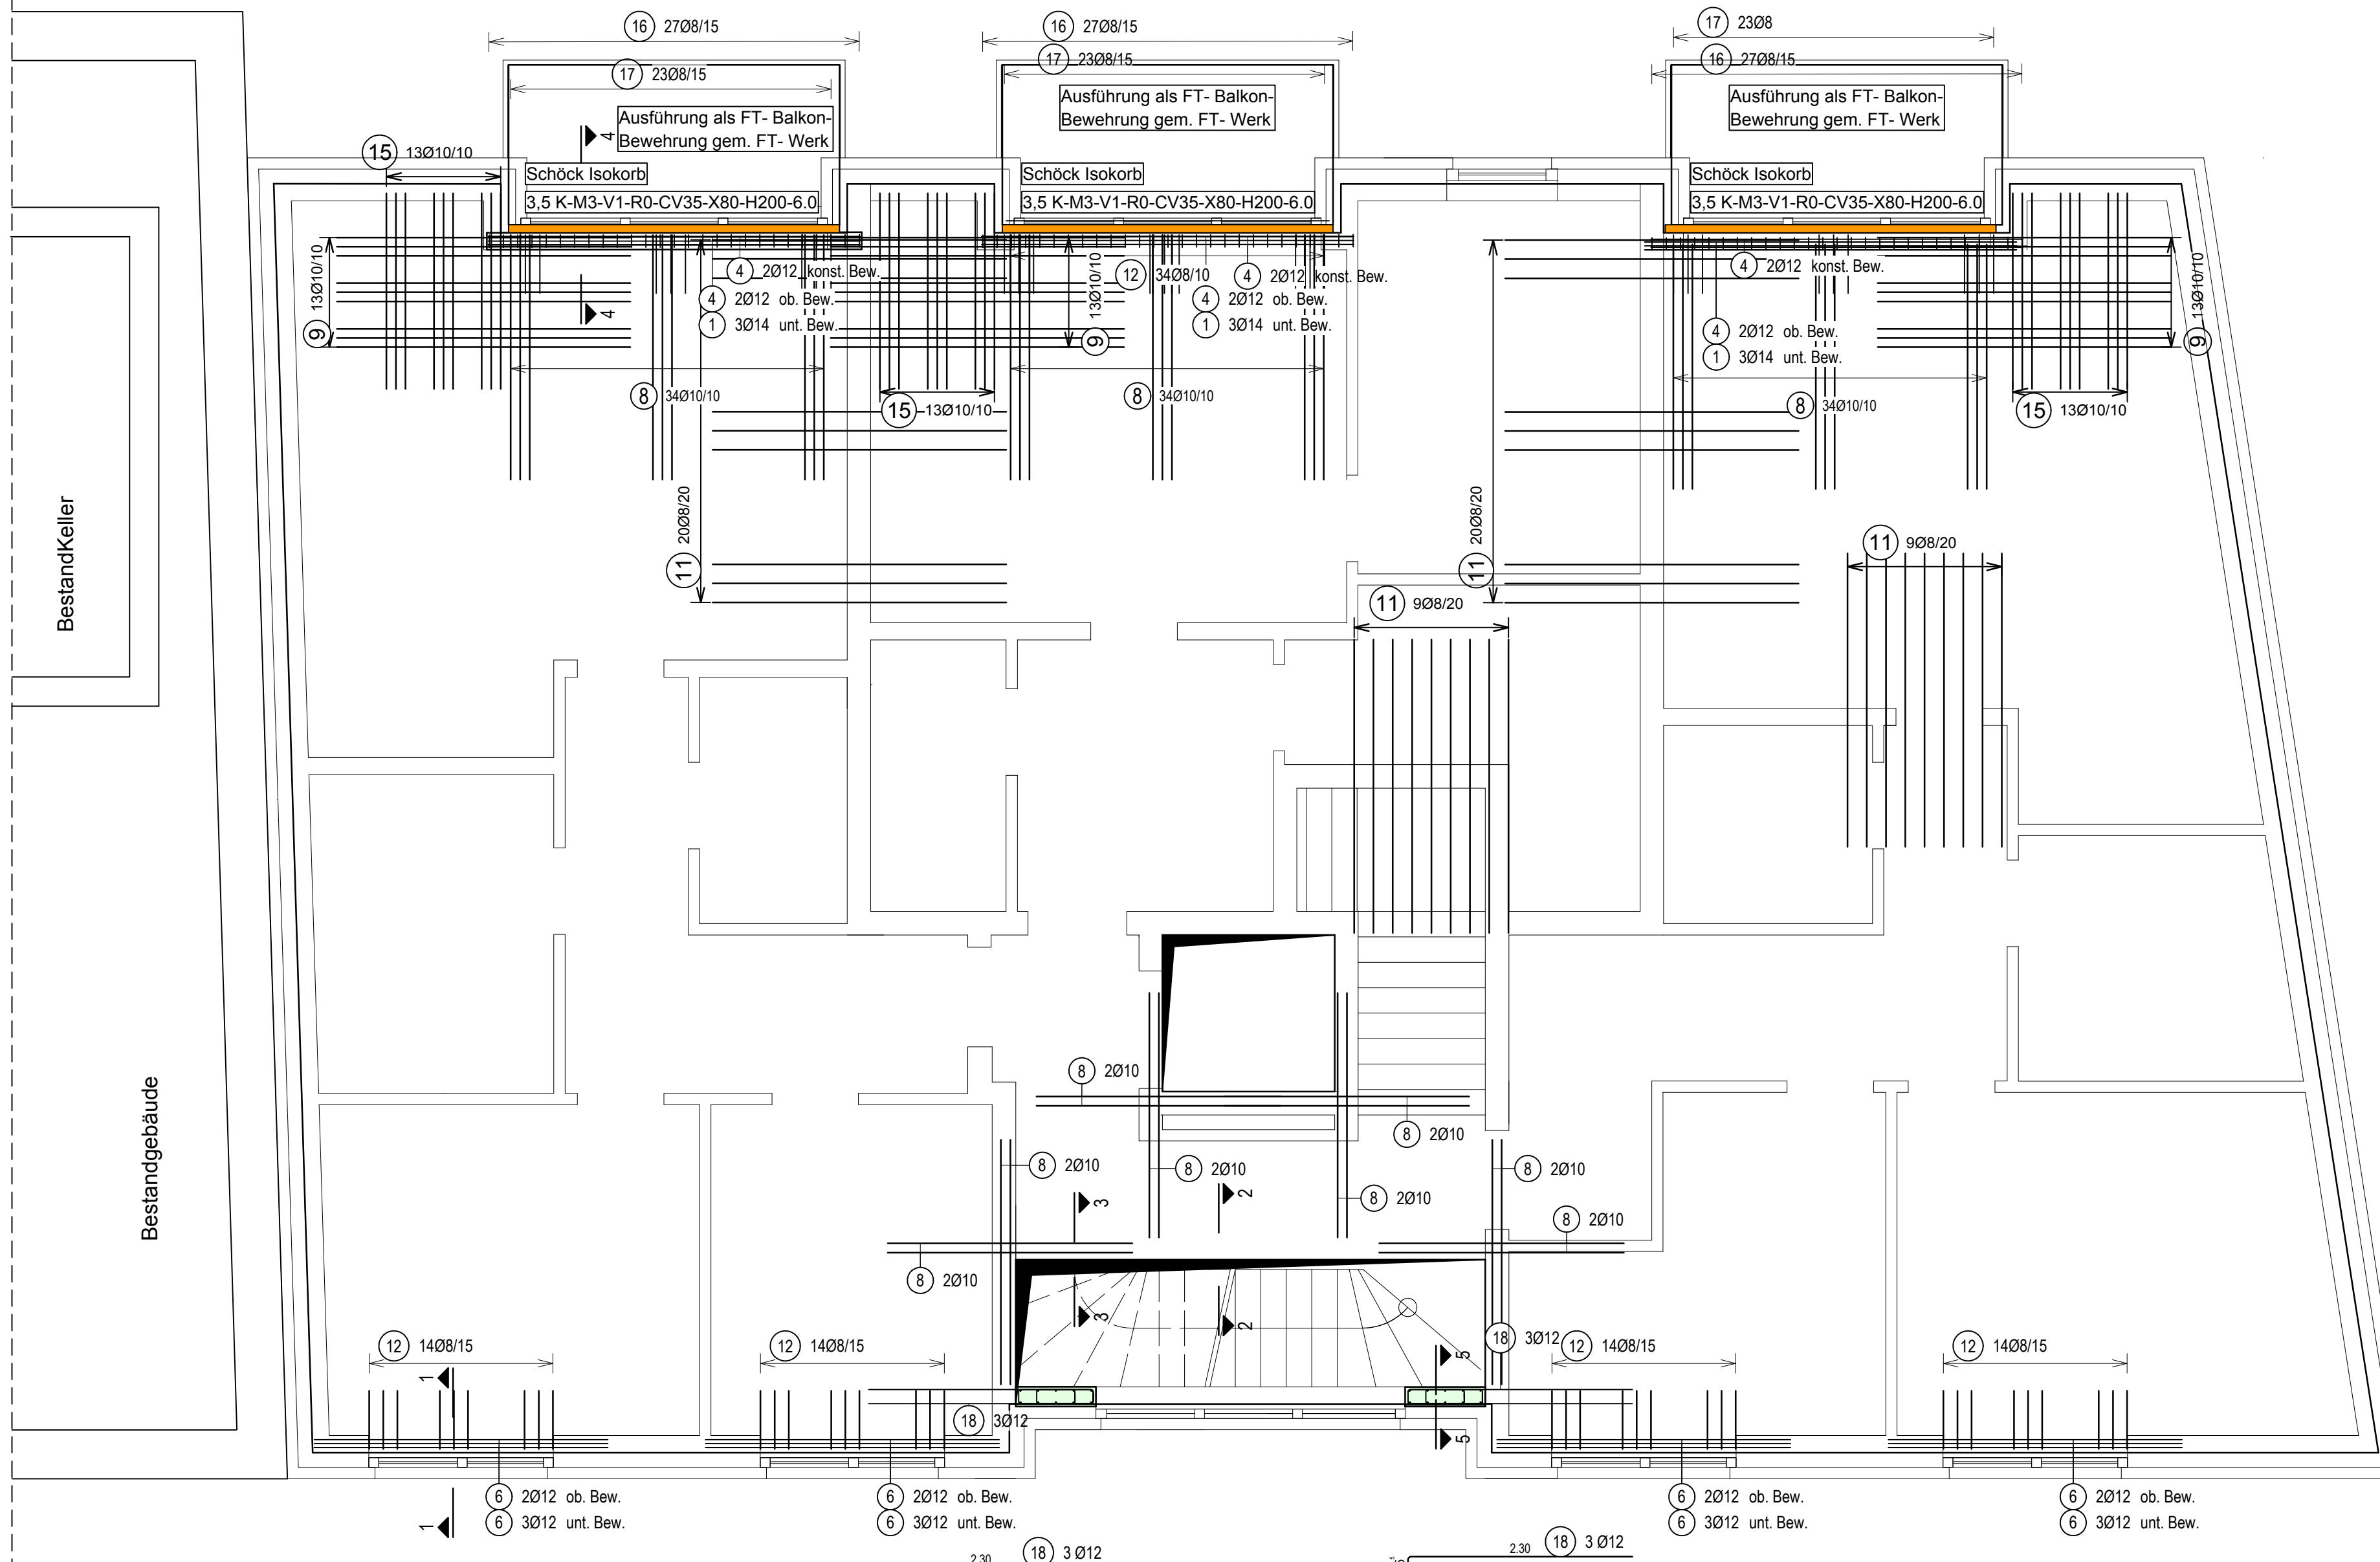 16 27Ø8/15
16 27Ø8/15
17 23Ø8
17 23Ø8/15
17 23Ø8/15
16 27Ø8/15
Ausführung als FT- Balkon-
Bewehrung gem. FT- Werk
Ausführung als FT- Balkon-
Bewehrung gem. FT- Werk
Ausführung als FT- Balkon-
Bewehrung gem. FT- Werk
4
15 13Ø10/10
Schöck Isokorb
3,5 K-M3-V1-R0-CV35-X80-H200-6.0
Schöck Isokorb
3,5 K-M3-V1-R0-CV35-X80-H200-6.0
Schöck Isokorb
3,5 K-M3-V1-R0-CV35-X80-H200-6.0
9 13Ø10/10
4
4 2Ø12 konst. Bew.
4 2Ø12 ob. Bew.
1 3Ø14 unt. Bew.
9 13Ø10/10
12 34Ø8/10
4 2Ø12 konst. Bew.
4 2Ø12 ob. Bew.
1 3Ø14 unt. Bew.
4 2Ø12 konst. Bew.
4 2Ø12 ob. Bew.
1 3Ø14 unt. Bew.
9 13Ø10/10
8 34Ø10/10
15 13Ø10/10
8 34Ø10/10
8 34Ø10/10
15 13Ø10/10
11 20Ø8/20
11 20Ø8/20
11 9Ø8/20
11 9Ø8/20
BestandKeller
Bestandgebäude
8 2Ø10
8 2Ø10
8 2Ø10
8 2Ø10
8 2Ø10
8 2Ø10
3
2
8 2Ø10
8 2Ø10
3
2
18 3Ø12
5
12 14Ø8/15
12 14Ø8/15
12 14Ø8/15
12 14Ø8/15
1
18 3Ø12
5
6 2Ø12 ob. Bew.
6 3Ø12 unt. Bew.
6 2Ø12 ob. Bew.
6 3Ø12 unt. Bew.
6 2Ø12 ob. Bew.
6 3Ø12 unt. Bew.
6 2Ø12 ob. Bew.
6 3Ø12 unt. Bew.
1
2.30 18 3 Ø12
2.30 18 3 Ø12